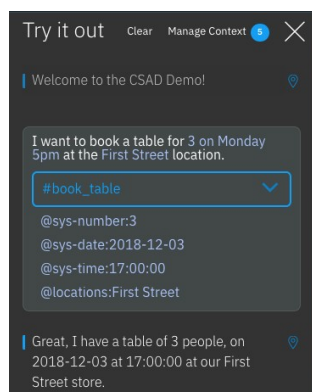 Try it out Clear Manage Context 5
Welcome to the CSAD Demo!
I want to book a table for 3 on Monday
5pm at the First Street location.
#book_table
@sys-number:3
@sys-date:2018-12-03
@sys-time:17:00:00
@locations:First Street
Great, I have a table of 3 people, on
2018-12-03 at 17:00:00 at our First
Street store.